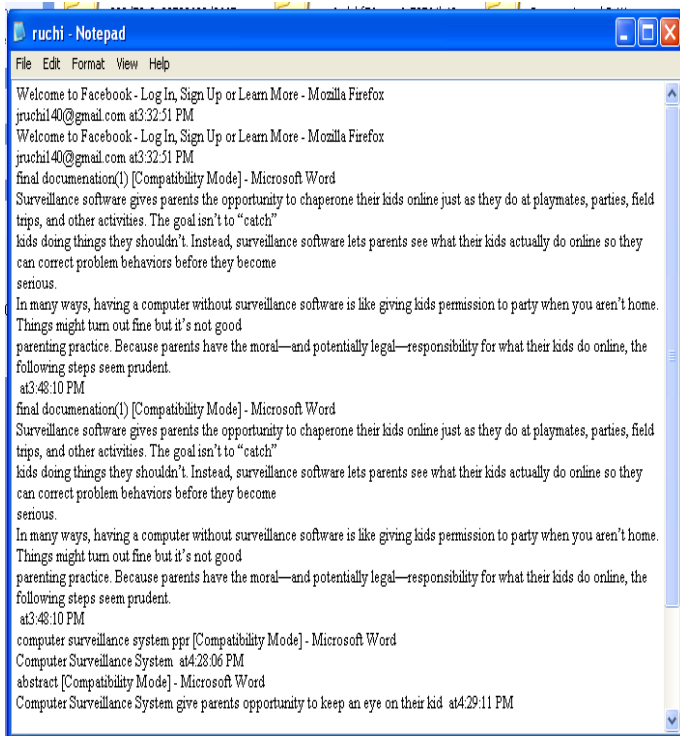 ruchi - Notepad
File Edit Format View Help
Welcome to Facebook - Log In, Sign Up or Learn More - Mozilla Firefox
jruchi140@gmail.com at3:32:51 PM
Welcome to Facebook - Log In, Sign Up or Learn More - Mozilla Firefox
jruchi140@gmail.com at3:32:51 PM
final documenation(1) [Compatibility Mode] - Microsoft Word
Surveillance software gives parents the opportunity to chaperone their kids online just as they do at playmates, parties, field
trips, and other activities. The goal isn't to “catch”
kids doing things they shouldn't. Instead, surveillance software lets parents see what their kids actually do online so they
can correct problem behaviors before they become
serious.
In many ways, having a computer without surveillance software is like giving kids permission to party when you aren't home.
Things might turn out fine but it's not good
parenting practice. Because parents have the moral—and potentially legal—responsibility for what their kids do online, the
following steps seem prudent.
at3:48:10 PM
final documenation(1) [Compatibility Mode] - Microsoft Word
Surveillance software gives parents the opportunity to chaperone their kids online just as they do at playmates, parties, field
trips, and other activities. The goal isn't to “catch”
kids doing things they shouldn't. Instead, surveillance software lets parents see what their kids actually do online so they
can correct problem behaviors before they become
serious.
In many ways, having a computer without surveillance software is like giving kids permission to party when you aren't home.
Things might turn out fine but it's not good
parenting practice. Because parents have the moral—and potentially legal—responsibility for what their kids do online, the
following steps seem prudent.
at3:48:10 PM
computer surveillance system ppr [Compatibility Mode] - Microsoft Word
Computer Surveillance System at4:28:06 PM
abstract [Compatibility Mode] - Microsoft Word
Computer Surveillance System give parents opportunity to keep an eye on their kid at4:29:11 PM